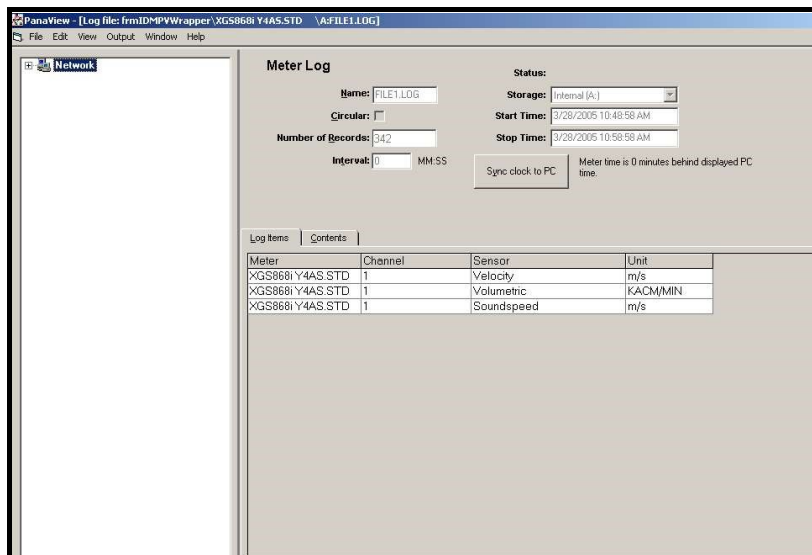 PanaView - [Log file: frmIDMPVWrapper\XGS868i Y4AS.STD \A:FILE1.LOG]
File Edit View Output Window Help
Network
Meter Log
Status:
Name: FILE1.LOG
Storage: Internal (A:)
Circular:
Start Time: 3/28/2005 10:48:58 AM
Number of Records: 342
Stop Time: 3/28/2005 10:58:58 AM
Interval: 0 MM:SS
Sync clock to PC
Meter time is 0 minutes behind displayed PC
time.
Log Items Contents
Meter Channel Sensor Unit
XGS868i Y4AS.STD 1 Velocity m/s
XGS868i Y4AS.STD 1 Volumetric KACM/MIN
XGS868i Y4AS.STD 1 Soundspeed m/s